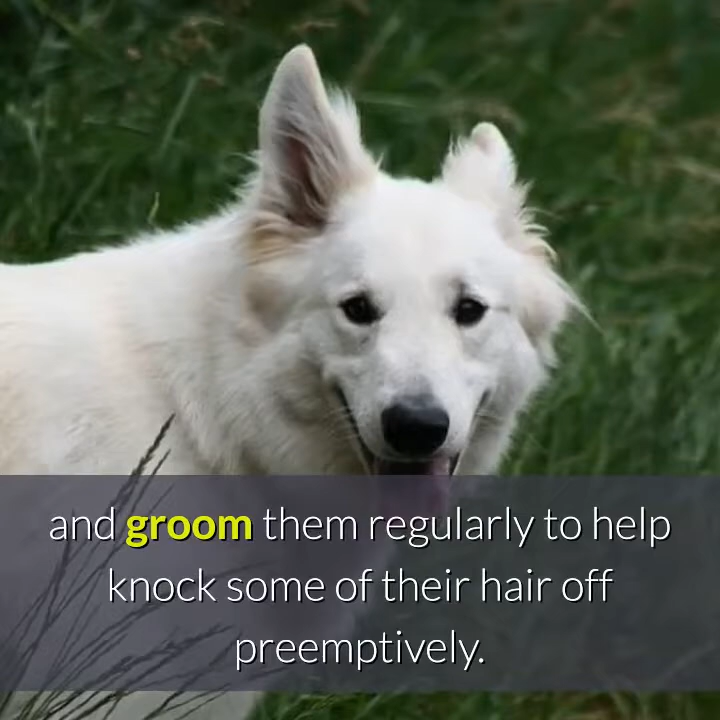 and groom them regularly to help
knock some of their hair off
preemptively.